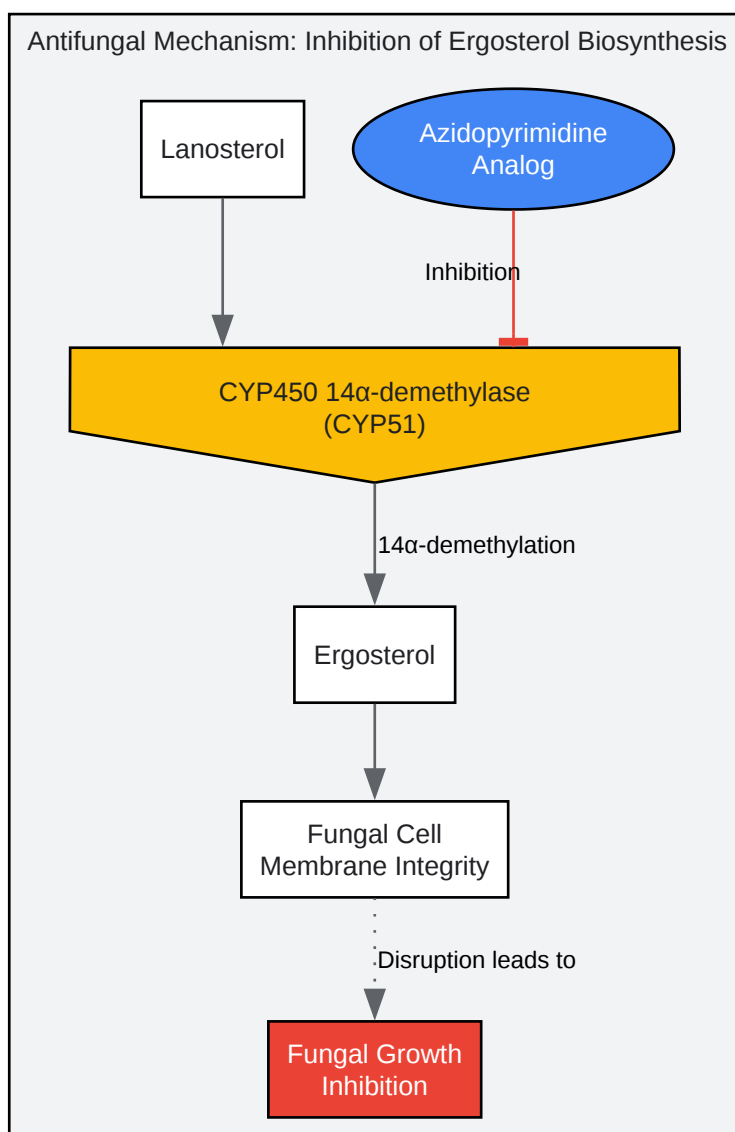 Antifungal Mechanism: Inhibition of Ergosterol Biosynthesis
Lanosterol
Azidopyrimidine
Analog
Inhibition
CYP450 14α-demethylase
(CYP51)
14α-demethylation
Ergosterol
Fungal Cell
Membrane Integrity
Disruption leads to
Fungal Growth
Inhibition